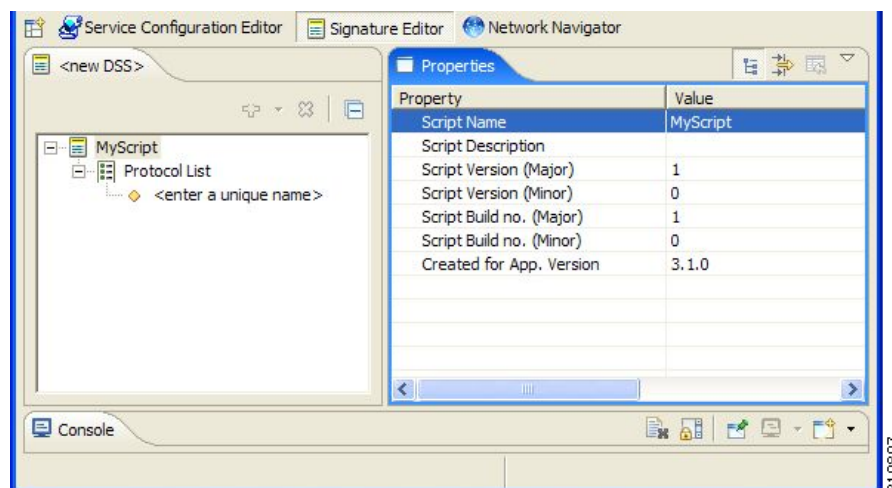 Service Configuration Editor Signature Editor Network Navigator
<new DSS>
MyScript
Protocol List
<enter a unique name>
Properties
Property Value
Script Name MyScript
Script Description
Script Version (Major) 1
Script Version (Minor) 0
Script Build no. (Major) 1
Script Build no. (Minor) 0
Created for App. Version 3.1.0
Console